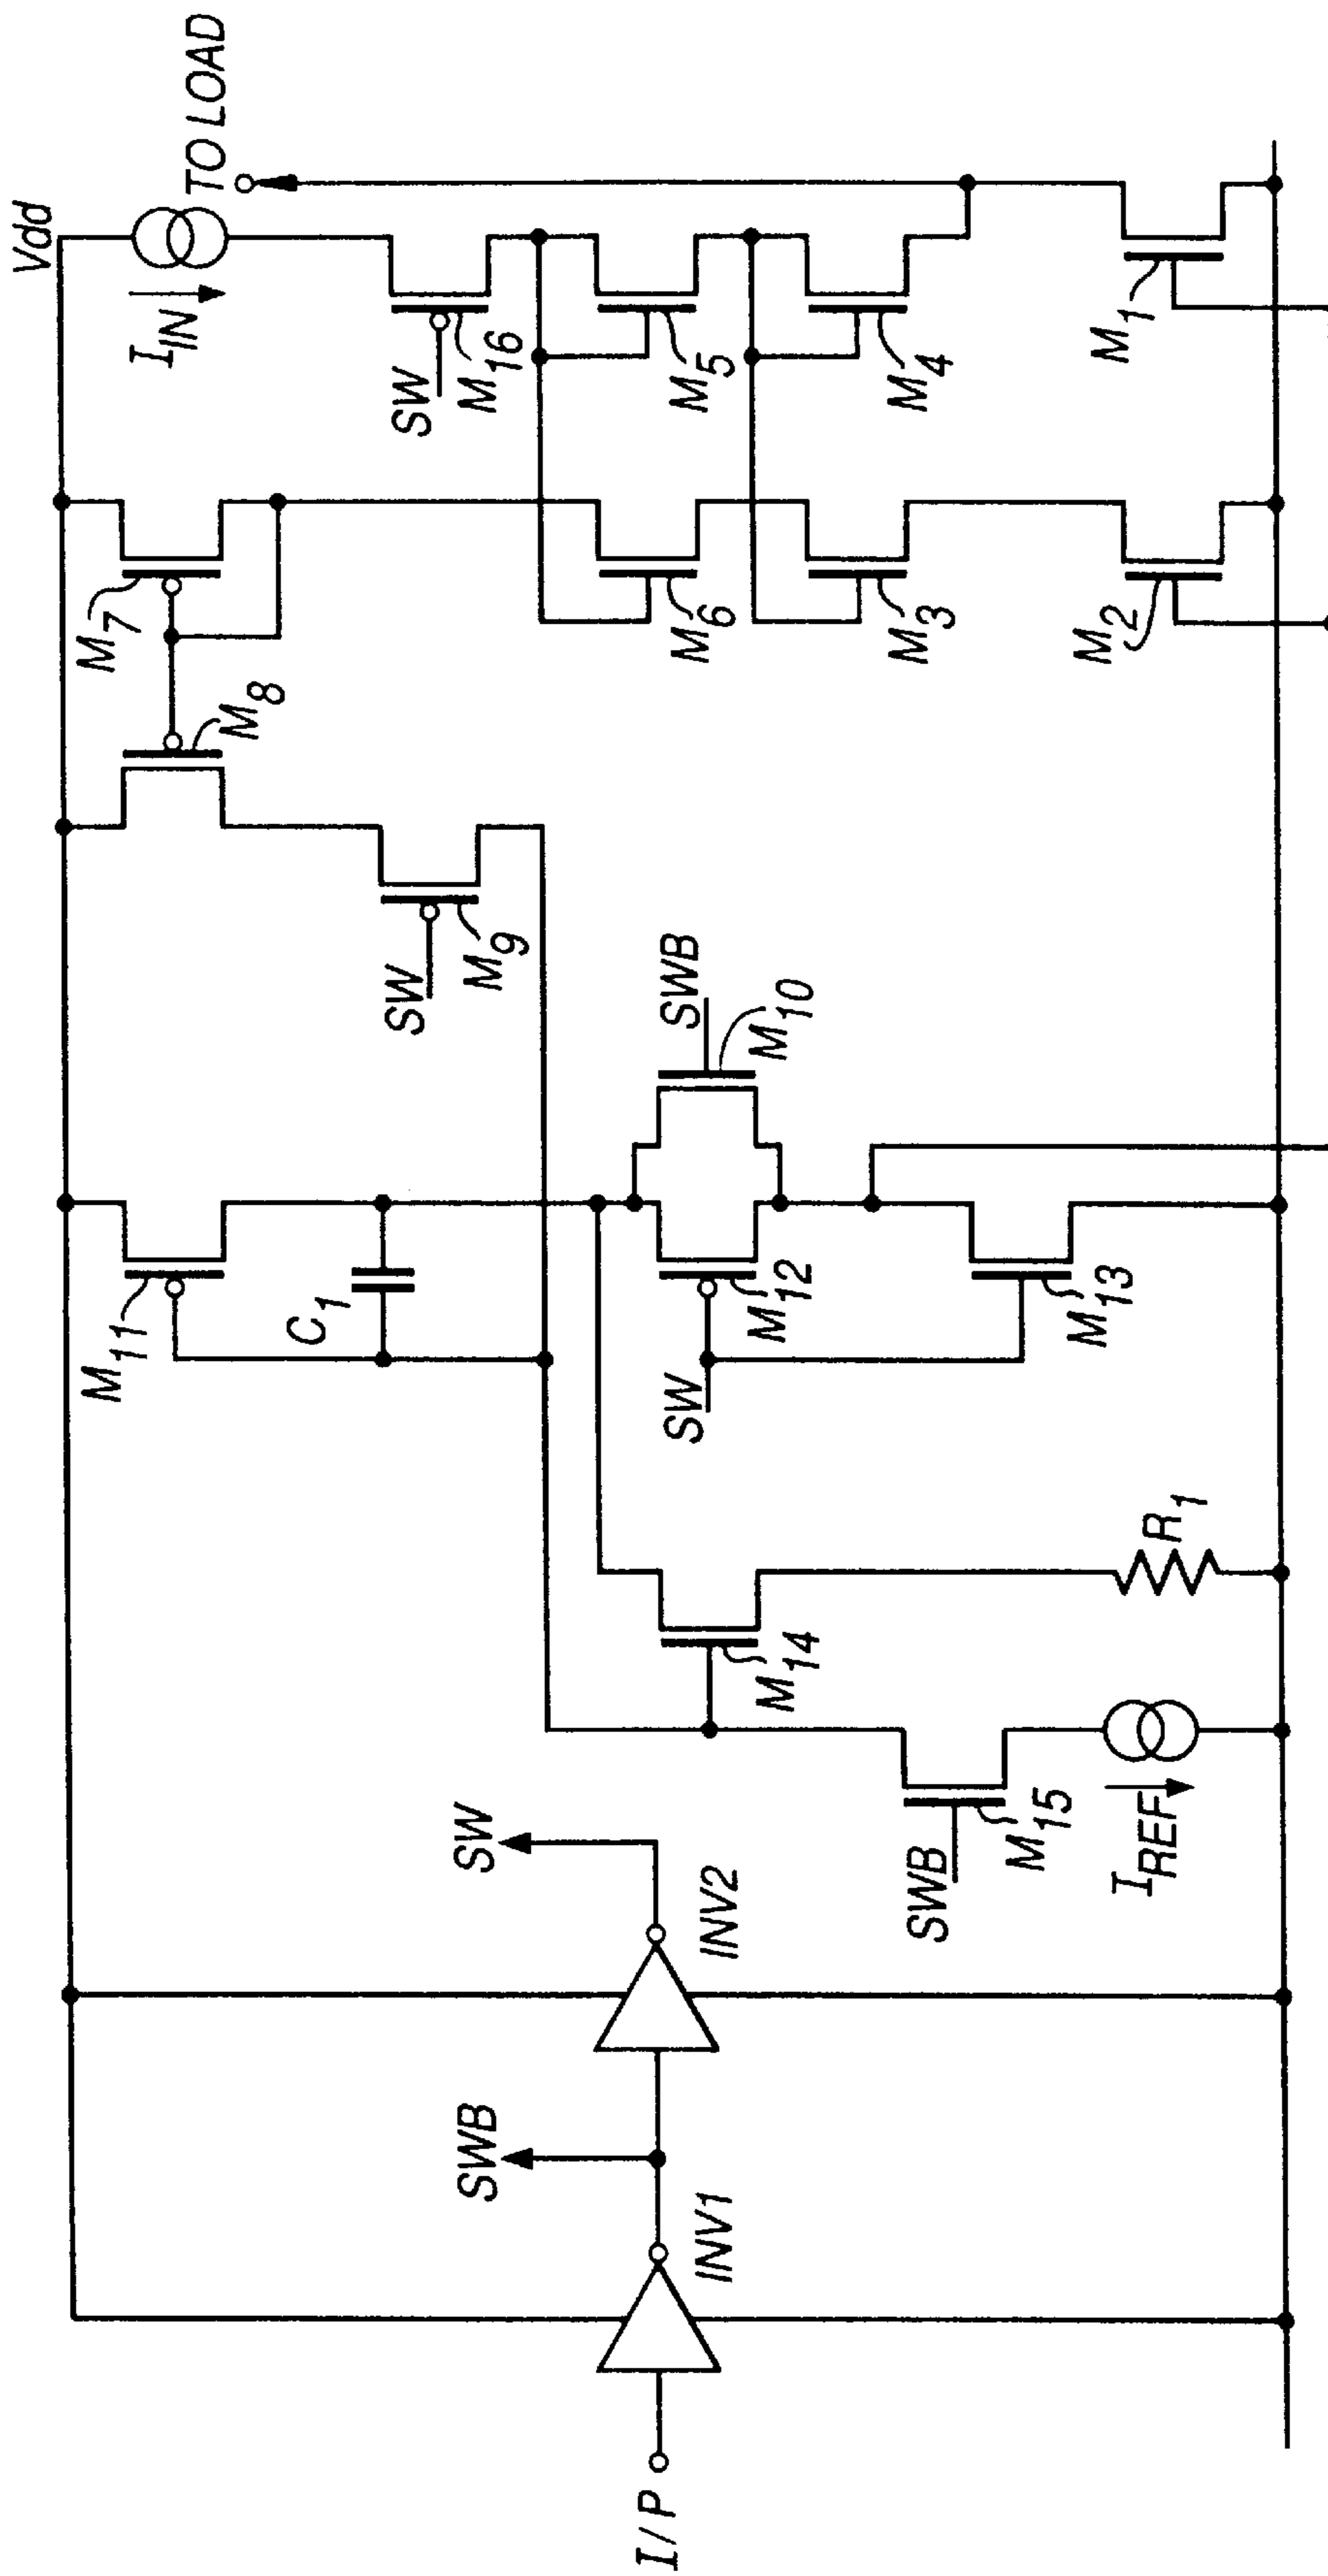 Vdd
TO LOAD
I_IN
SW
M16
M5
M4
M1
M7
M6
M3
M2
M8
SW
M9
SWB
M10
M11
C1
M12
SW
M13
M14
R1
SW
SWB
M15
I_REF
INV2
SWB
INV1
I/P